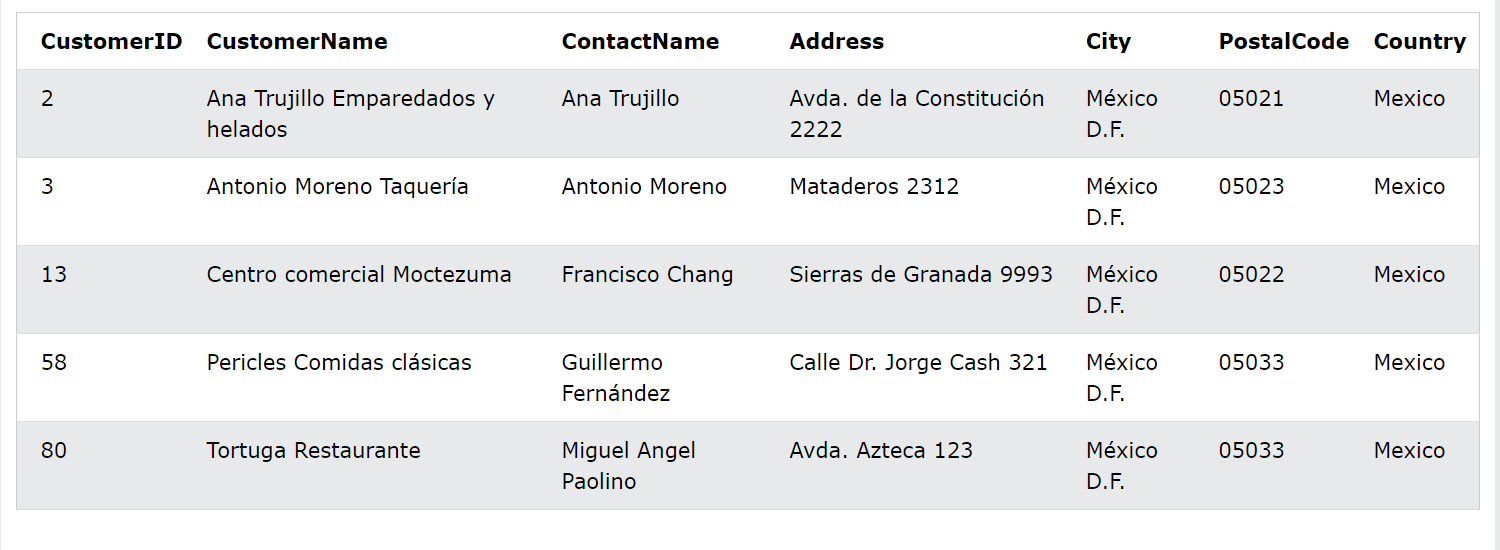 CustomerID CustomerName ContactName Address City PostalCode Country
2 Ana Trujillo Emparedados y Ana Trujillo Avda. de la Constitución México 05021 Mexico
helados 2222 D.F.
3 Antonio Moreno Taquería Antonio Moreno Mataderos 2312 México 05023 Mexico
D.F.
13 Centro comercial Moctezuma Francisco Chang Sierras de Granada 9993 México 05022 Mexico
D.F.
58 Pericles Comidas clásicas Guillermo Calle Dr. Jorge Cash 321 México 05033 Mexico
Fernández D.F.
80 Tortuga Restaurante Miguel Angel Avda. Azteca 123 México 05033 Mexico
Paolino D.F.